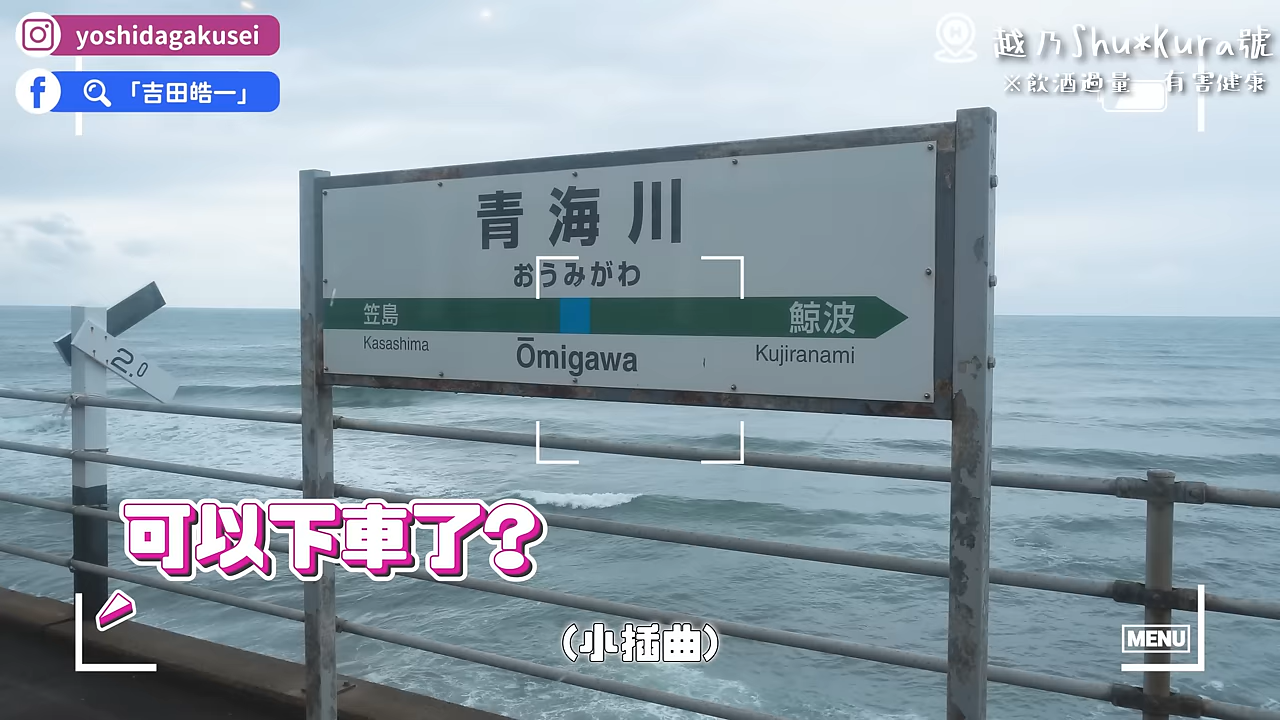 yoshidagakusei
「吉田皓一」
越乃Shu*Kura號
※飲酒過量 有害健康
青海川
おうみがわ
笠島
鯨波
Kasashima
Ōmigawa
Kujiranami
2.0
可以下車了?
(小插曲)
MENU